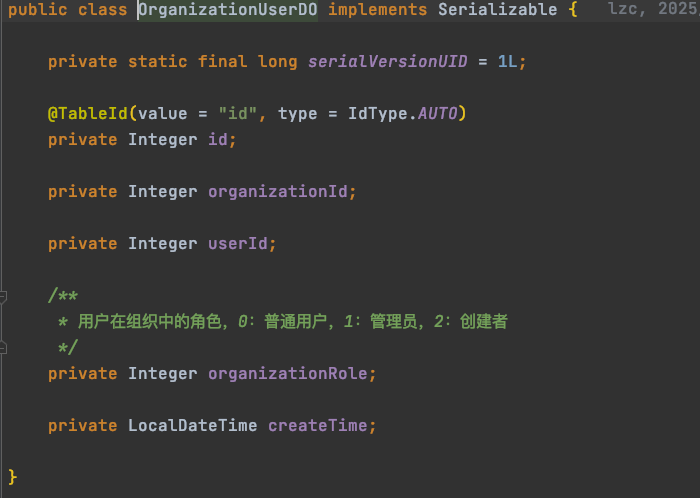 public class OrganizationUserDO implements Serializable {   lzc, 2025
private static final long serialVersionUID = 1L;
@TableId(value = "id", type = IdType.AUTO)
private Integer id;
private Integer organizationId;
private Integer userId;
/**
* 用户在组织中的角色，0：普通用户，1：管理员，2：创建者
*/
private Integer organizationRole;
private LocalDateTime createTime;
}